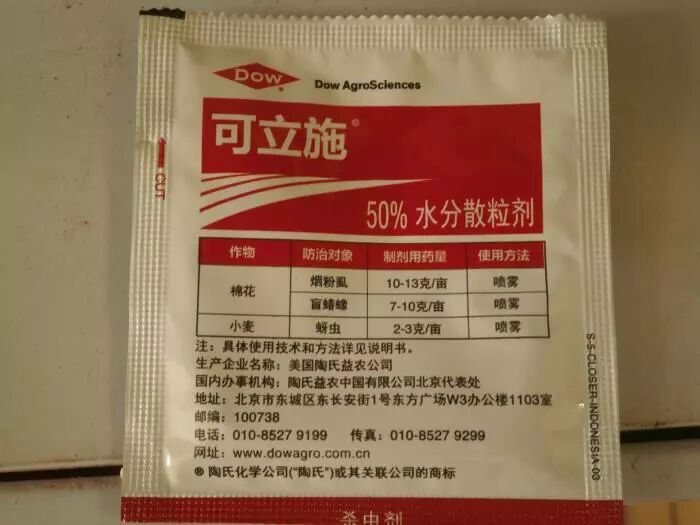 DOW
Dow AgroSciences
可立施®
CUT
50% 水分散粒剂
作物 防治对象 制剂用药量 使用方法
棉花 烟粉虱 10-13克/亩 喷雾
盲蝽蟓 7-10克/亩 喷雾
小麦 蚜虫 2-3克/亩 喷雾
注：具体使用技术和方法详见说明书。
生产企业名称：美国陶氏益农公司
国内办事机构：陶氏益农中国有限公司北京代表处
地址：北京市东城区东长安街1号东方广场W3办公楼1103室
邮编：100738
电话：010-8527 9199 传真：010-8527 9299
网址：www.dowagro.com.cn
®陶氏化学公司(“陶氏”)或其关联公司的商标
杀虫剂
S-5-CLOSER-INDONESIA-03